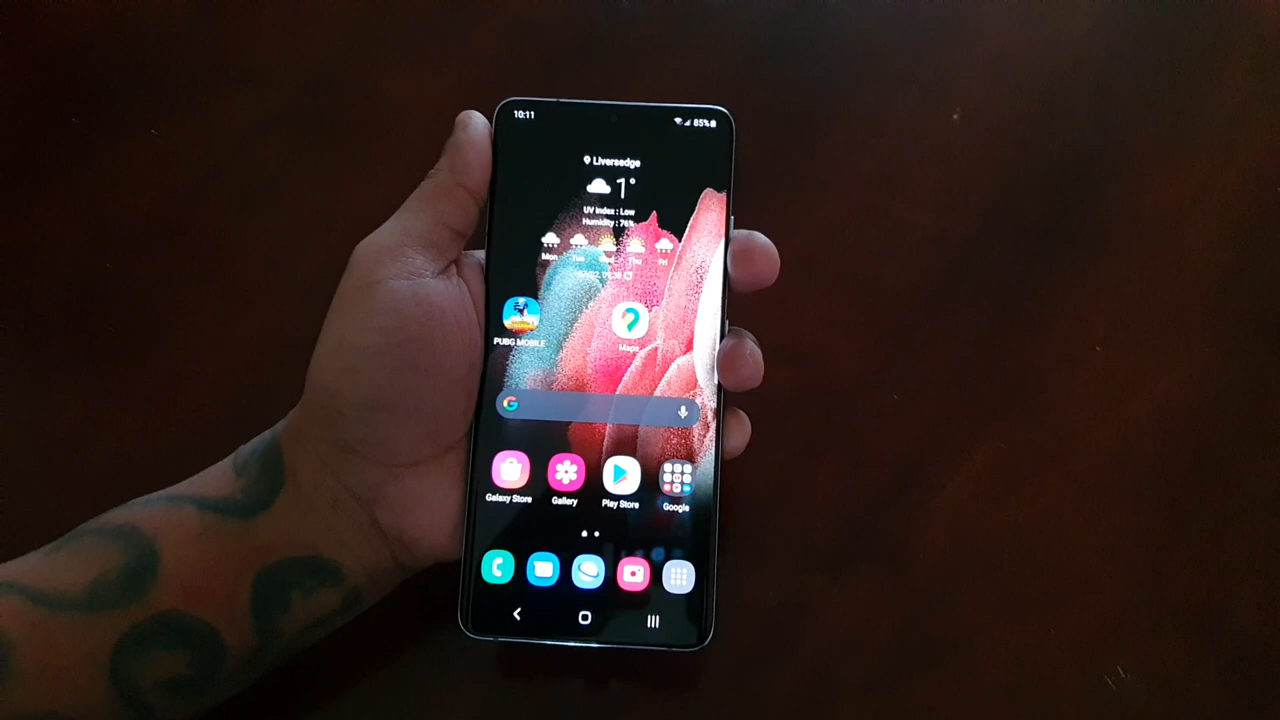 10:11
85%
Liversedge
1°
UV index : Low
Humidity : 76%
Mon Tue Wed Thu Fri
PUBG MOBILE
Maps
Galaxy Store
Gallery
Play Store
Google